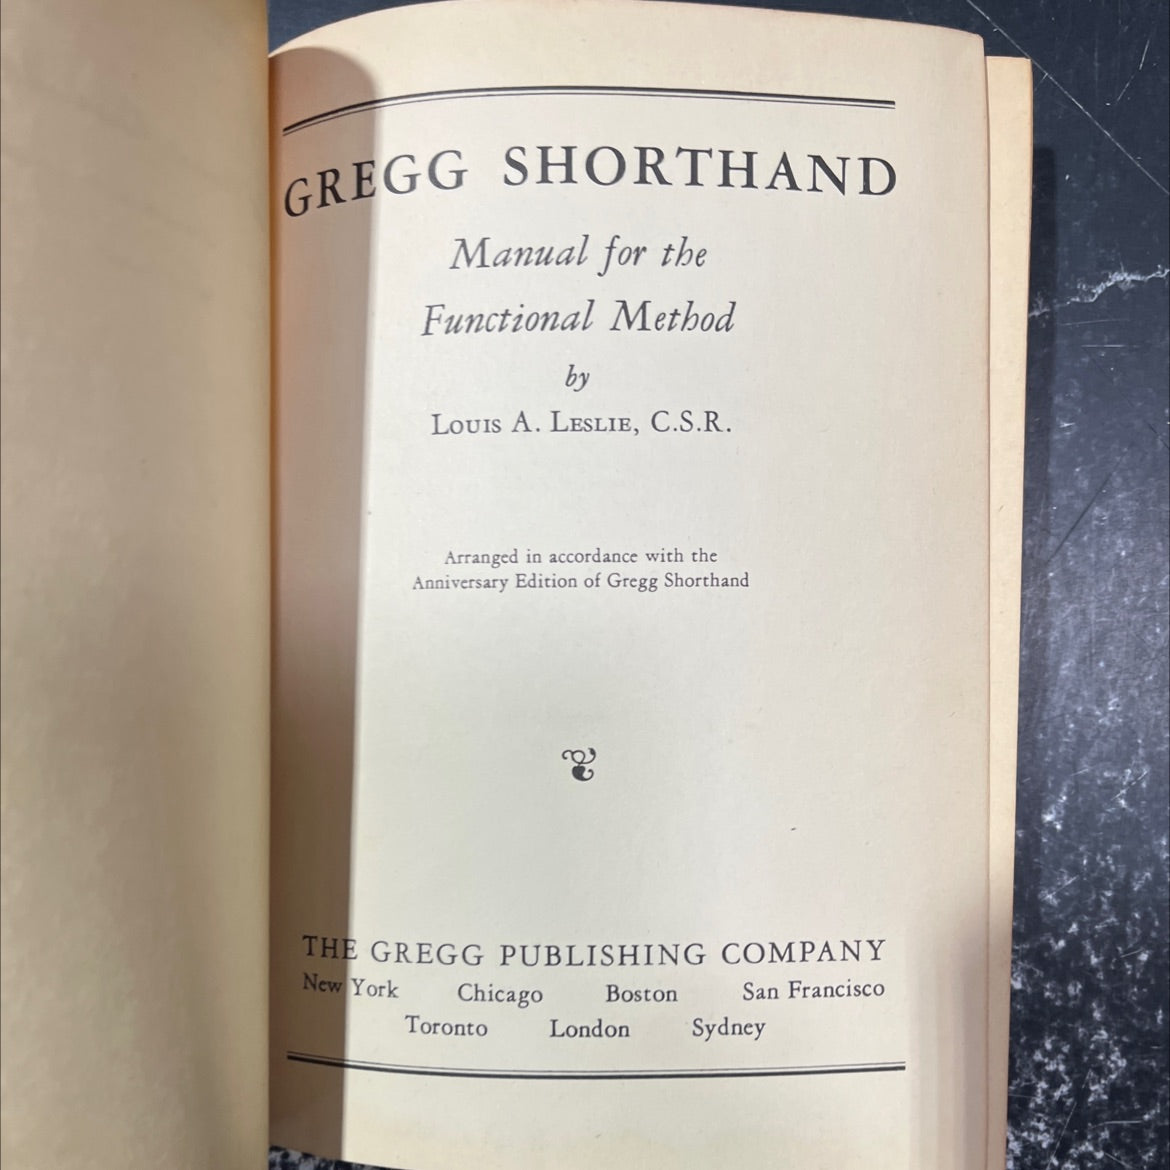 GREGG SHORTHAND
Manual for the
Functional Method
by
LOUIS A. LESLIE, C.S.R.
Arranged in accordance with the
Anniversary Edition of Gregg Shorthand
THE GREGG PUBLISHING COMPANY
New York Chicago Boston San Francisco
Toronto London Sydney